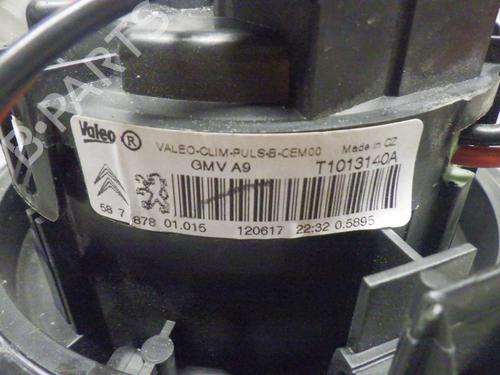 Valeo ® VALEO-CLIM-PULS-B-CEM00 Made in CZ
GMV A9 T1013140A
58 7 878 01.015 120617 22:32 0.5895
B-PARTS